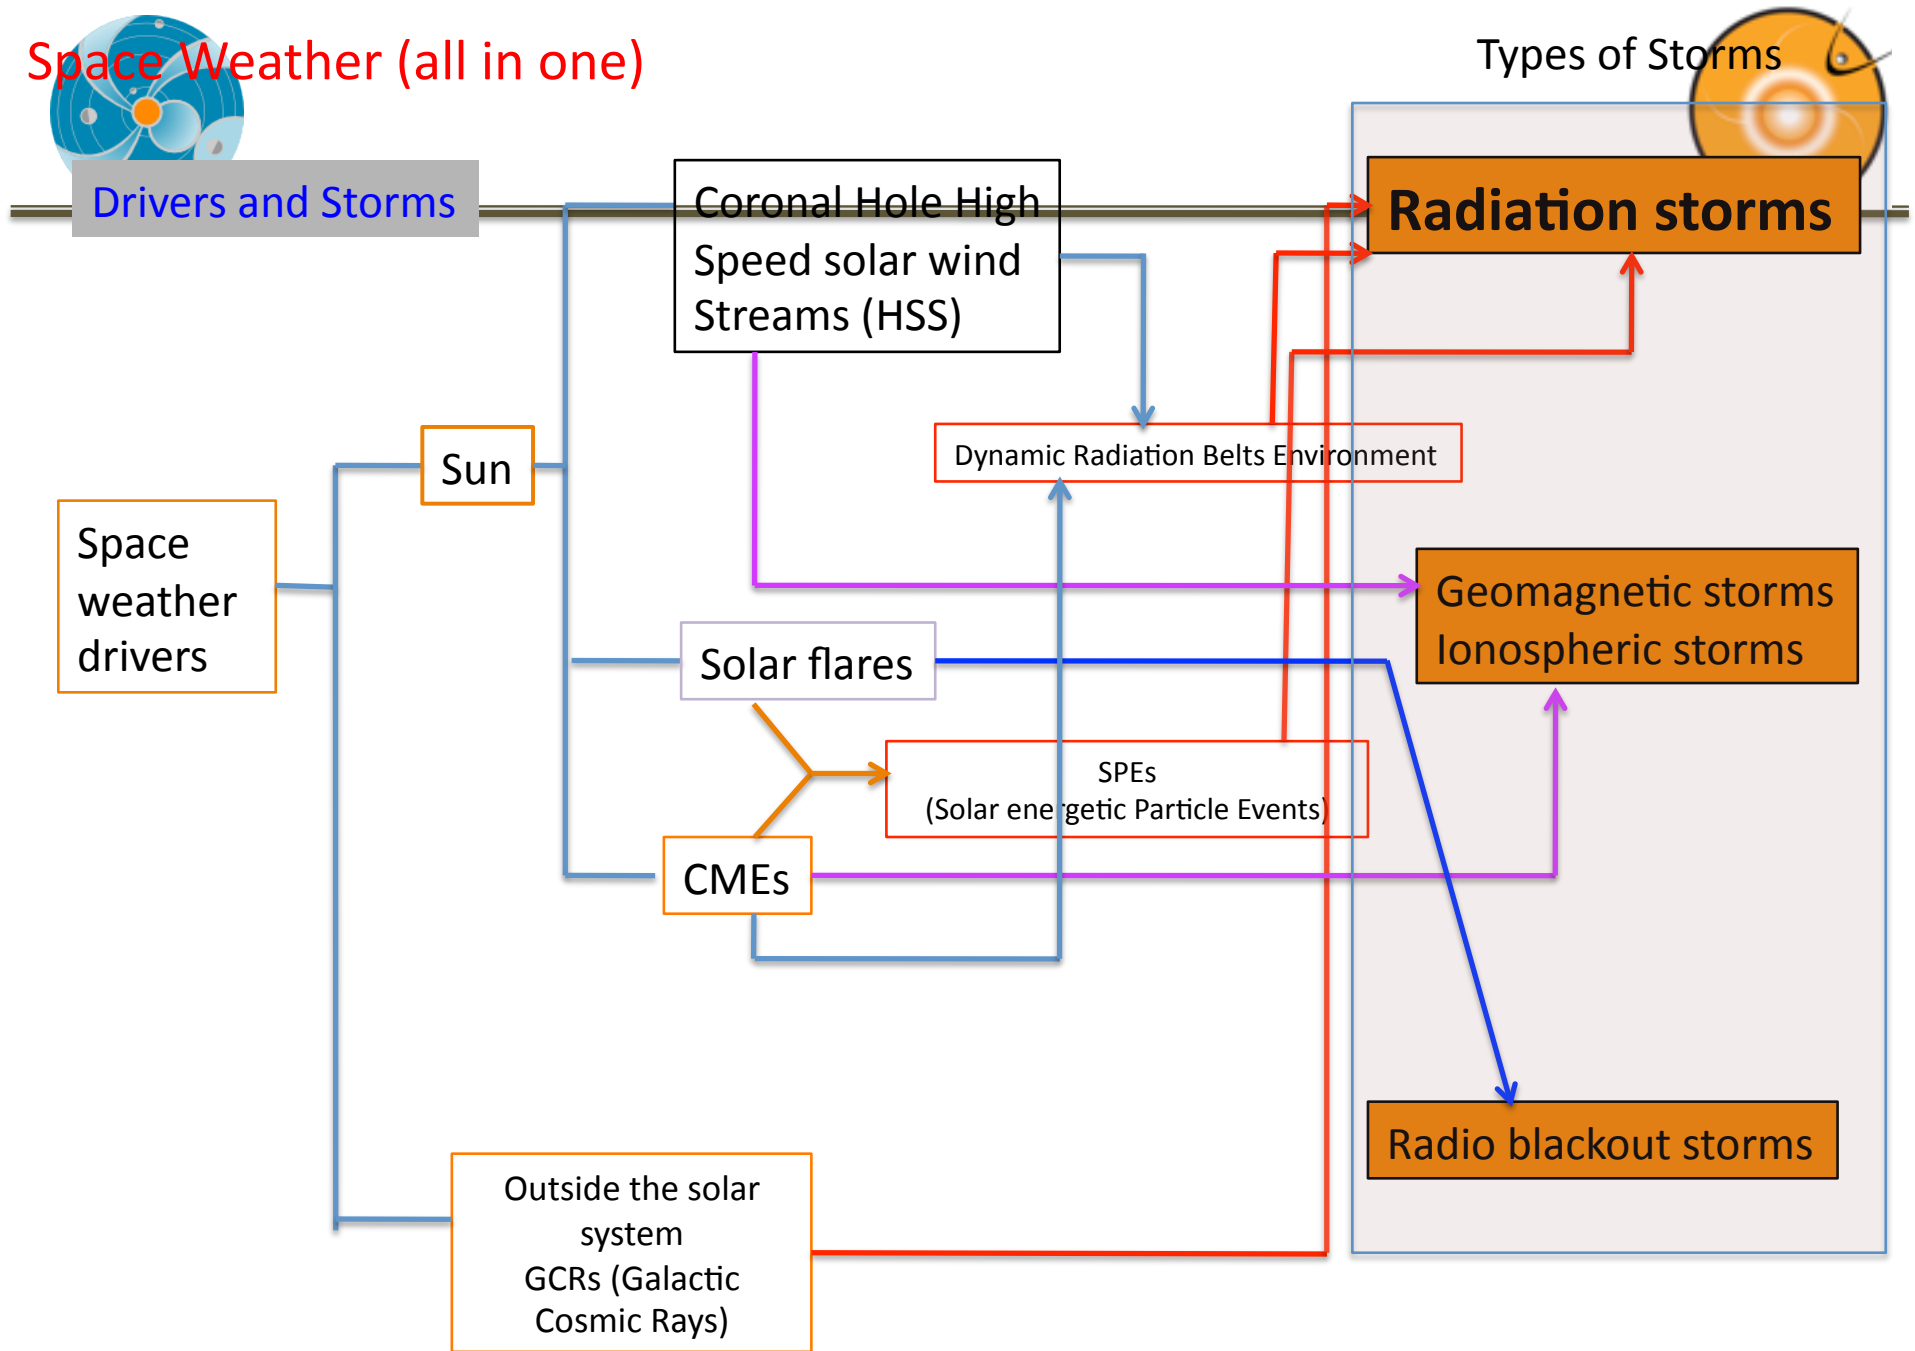 Space Weather (all in one)
Types of Storms
Drivers and Storms
Coronal Hole High
Speed solar wind
Streams (HSS)
Radiation storms
Sun
Dynamic Radiation Belts Environment
Space
weather
drivers
Geomagnetic storms
Ionospheric storms
Solar flares
SPEs
(Solar energetic Particle Events)
CMEs
Radio blackout storms
Outside the solar
system
GCRs (Galactic
Cosmic Rays)